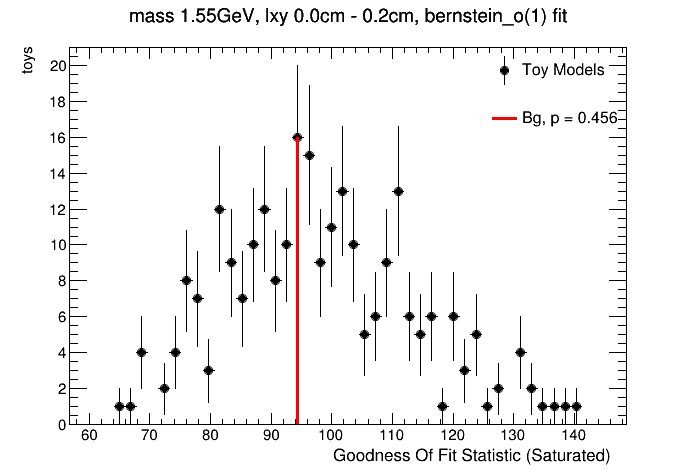 mass 1.55GeV, lxy 0.0cm - 0.2cm, bernstein_o(1) fit
toys
20
18
16
14
12
10
8
6
4
2
0
Toy Models
Bg, p = 0.456
60 70 80 90 100 110 120 130 140
Goodness Of Fit Statistic (Saturated)